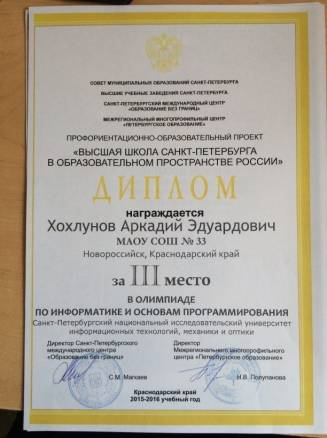 СОВЕТ МУНИЦИПАЛЬНЫХ ОБРАЗОВАНИЙ САНКТ-ПЕТЕРБУРГА
ВЫСШИЕ УЧЕБНЫЕ ЗАВЕДЕНИЯ САНКТ-ПЕТЕРБУРГА
САНКТ-ПЕТЕРБУРГСКИЙ МЕЖДУНАРОДНЫЙ ЦЕНТР
«ОБРАЗОВАНИЕ БЕЗ ГРАНИЦ»
МЕЖРЕГИОНАЛЬНЫЙ МНОГОПРОФИЛЬНЫЙ ЦЕНТР
«ПЕТЕРБУРГСКОЕ ОБРАЗОВАНИЕ»
ПРОФОРИЕНТАЦИОННО-ОБРАЗОВАТЕЛЬНЫЙ ПРОЕКТ
«ВЫСШАЯ ШКОЛА САНКТ-ПЕТЕРБУРГА
В ОБРАЗОВАТЕЛЬНОМ ПРОСТРАНСТВЕ РОССИИ»
ДИПЛОМ
награждается
Хохлунов Аркадий Эдуардович
МАОУ СОШ № 33
Новороссийск, Краснодарский край
за III место
В ОЛИМПИАДЕ
ПО ИНФОРМАТИКЕ И ОСНОВАМ ПРОГРАММИРОВАНИЯ
Санкт-Петербургский национальный исследовательский университет
информационных технологий, механики и оптики
Директор Санкт-Петербургского
международного центра
«Образование без границ»
С.М. Малаев
Директор
Межрегионального многопрофильного
центра «Петербургское образование»
Н.В. Полупанова
Краснодарский край
2015-2016 учебный год